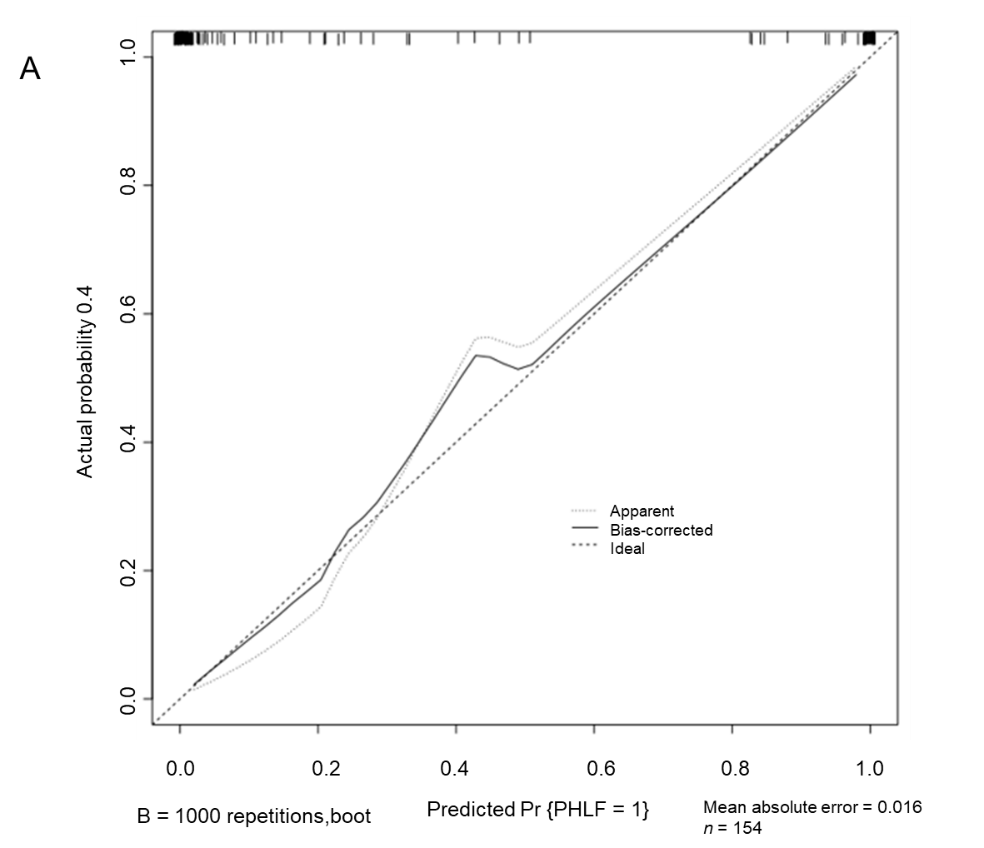 A
1.0
0.8
0.6
0.4
0.2
0.0
Actual probability 0.4
Apparent
Bias-corrected
Ideal
0.0 0.2 0.4 0.6 0.8 1.0
B = 1000 repetitions,boot
Predicted Pr {PHLF = 1}
Mean absolute error = 0.016
n = 154